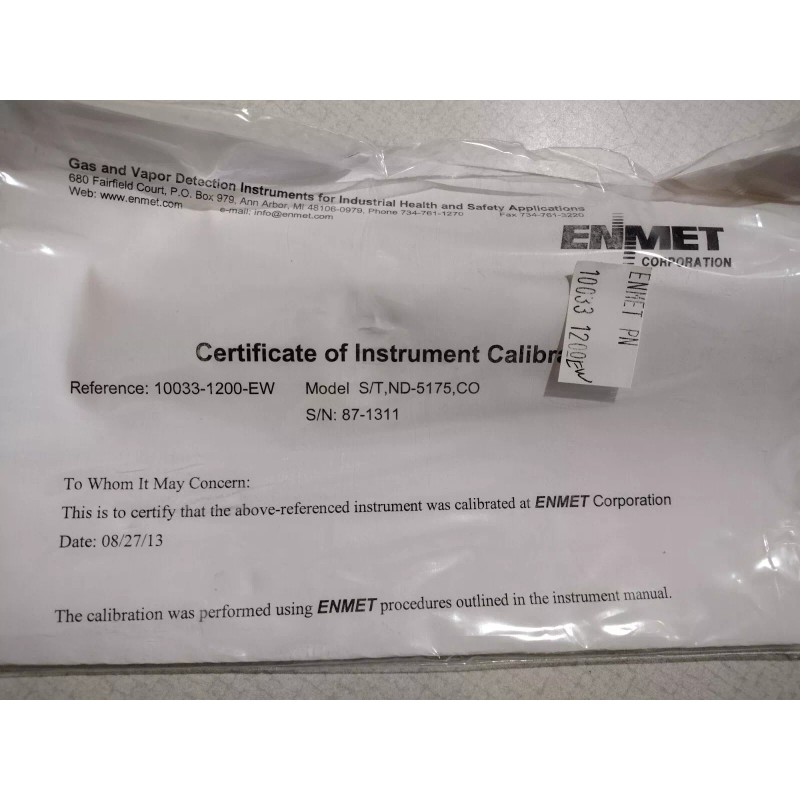 Gas and Vapor Detection Instruments for Industrial Health and Safety Applications
680 Fairfield Court, P.O. Box 979, Ann Arbor, MI 48106-0979, Phone 734-761-1270 Fax 734-761-3220
Web: www.enmet.com e-mail: info@enmet.com
ENMET
CORPORATION
ENMET PN
10033 1200EW
Certificate of Instrument Calibra
Reference: 10033-1200-EW Model S/T,ND-5175,CO
S/N: 87-1311
To Whom It May Concern:
This is to certify that the above-referenced instrument was calibrated at ENMET Corporation
Date: 08/27/13
The calibration was performed using ENMET procedures outlined in the instrument manual.